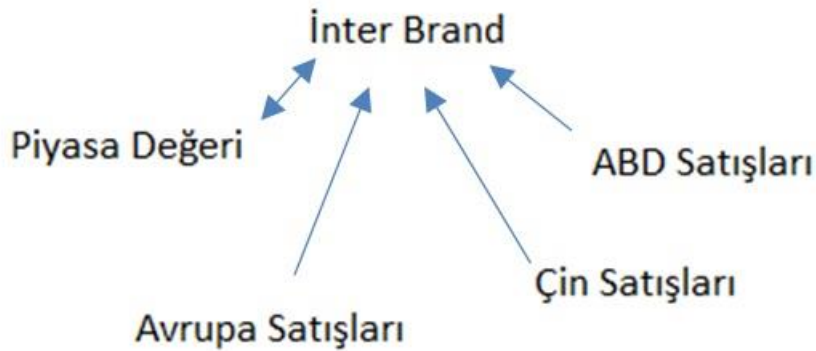 İnter Brand
Piyasa Değeri
ABD Satışları
Çin Satışları
Avrupa Satışları